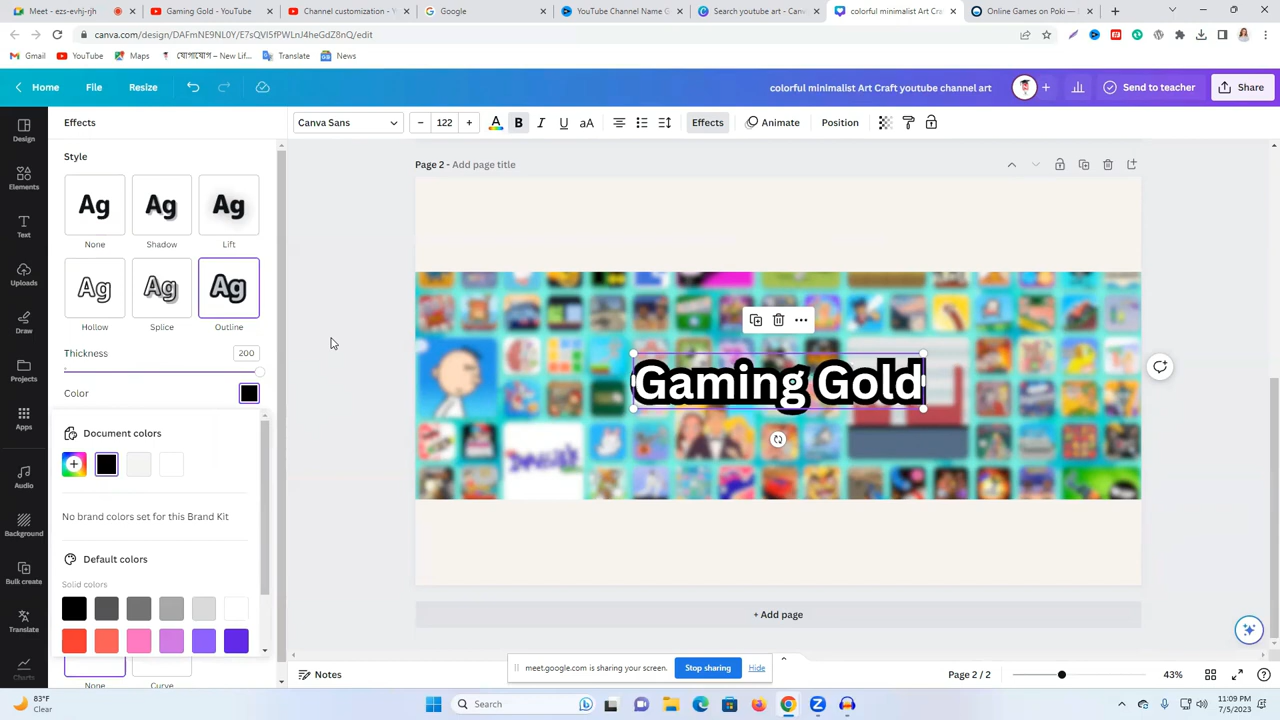 Meet - ezs-evhj-rjh
Gaming Gold - YouTube
Channel customization - Y
Google
YouTube Channel Name G
Search youtube art - Canv
colorful minimalist Art Cra
Online Games on Poki —
canva.com/design/DAFmNE9NL0Y/E7sQVI5fPWLnJ4heGdZ8nQ/edit
Gmail
YouTube
Maps
যোগাযোগ – New Lif...
Translate
News
Home
File
Resize
colorful minimalist Art Craft youtube channel art
Send to teacher
Share
Design
Elements
Text
Uploads
Draw
Projects
Apps
Audio
Background
Bulk create
Translate
Charts
Effects
Style
Ag Ag Ag
None Shadow Lift
Ag Ag Ag
Hollow Splice Outline
Thickness 200
Color
Document colors
No brand colors set for this Brand Kit
Default colors
Solid colors
None Curve
Canva Sans
– 122 +
A B I U aA
Effects
Animate
Position
Page 2 - Add page title
Gaming Gold
+ Add page
meet.google.com is sharing your screen.
Stop sharing
Hide
Notes
Page 2 / 2
43%
83°F
Clear
Search
11:09 PM
7/5/2023